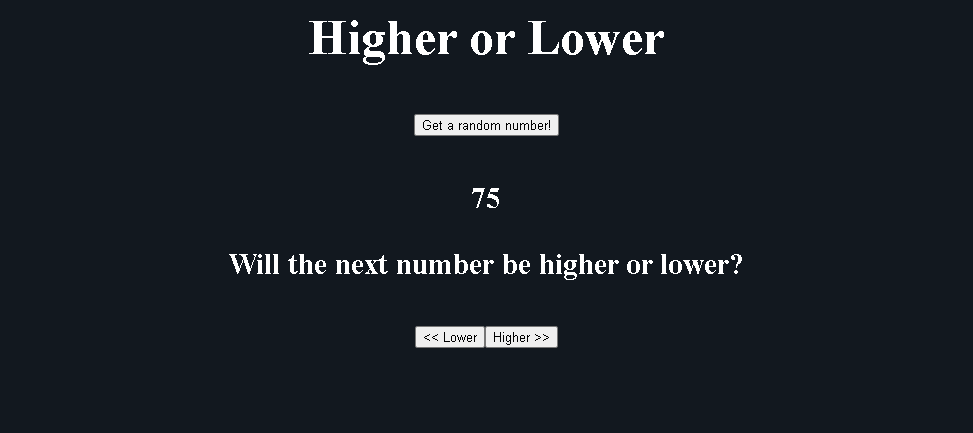 Higher or Lower
Get a random number!
75
Will the next number be higher or lower?
<< Lower Higher >>